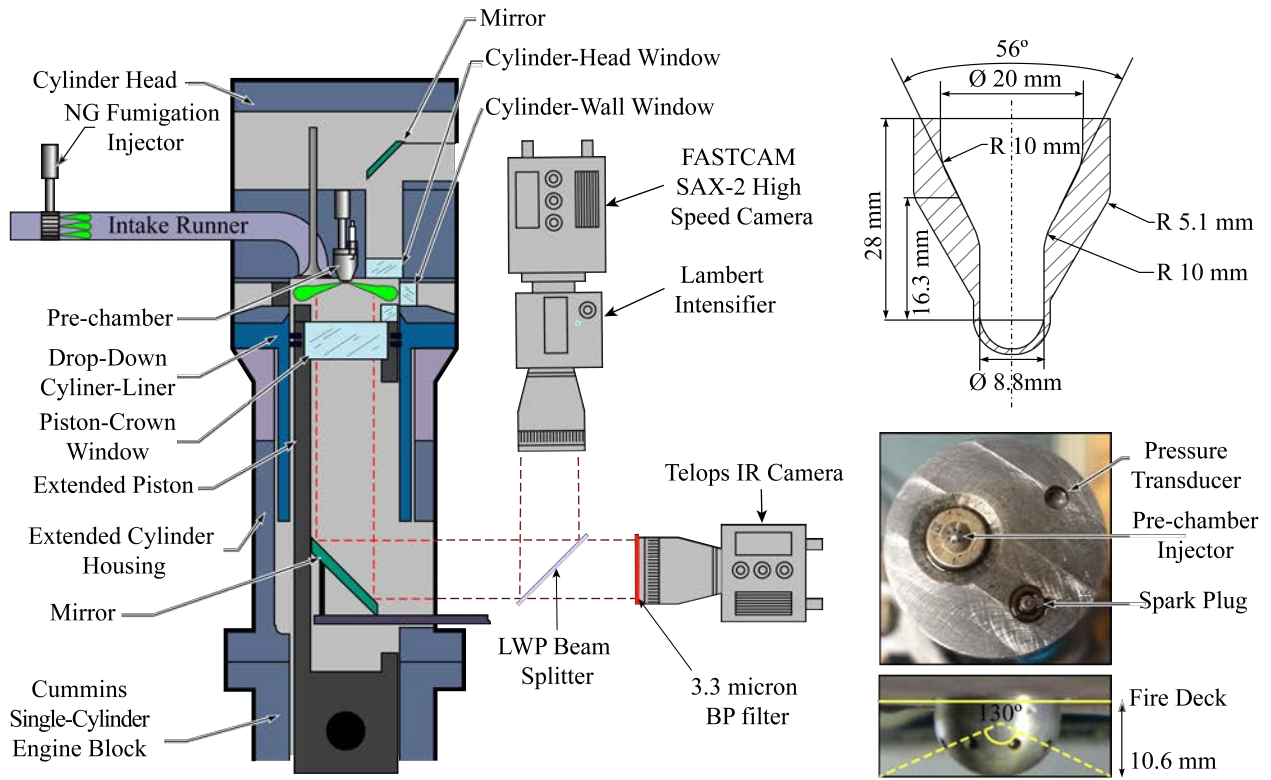 Mirror
Cylinder-Head Window
Cylinder Head
NG Fumigation
Injector
Cylinder-Wall Window
Intake Runner
FASTCAM
SAX-2 High
Speed Camera
Lambert
Intensifier
Pre-chamber
Drop-Down
Cyliner-Liner
Piston-Crown
Window
Extended Piston
Extended Cylinder
Housing
Mirror
Cummins
Single-Cylinder
Engine Block
Telops IR Camera
LWP Beam
Splitter
3.3 micron
BP filter
56º
Ø 20 mm
R 10 mm
28 mm
16.3 mm
R 5.1 mm
R 10 mm
Ø 8.8mm
Pressure
Transducer
Pre-chamber
Injector
Spark Plug
Fire Deck
130º
10.6 mm